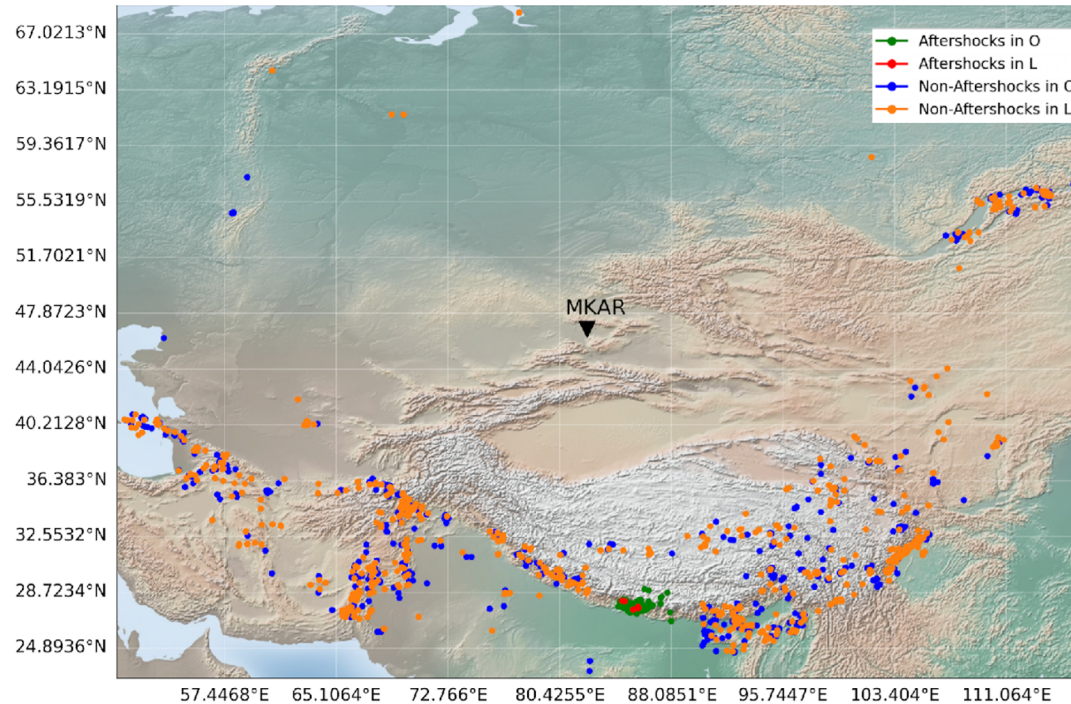 67.0213°N
63.1915°N
59.3617°N
55.5319°N
51.7021°N
47.8723°N
44.0426°N
40.2128°N
36.383°N
32.5532°N
28.7234°N
24.8936°N
Aftershocks in O
Aftershocks in L
Non-Aftershocks in O
Non-Aftershocks in L
MKAR
57.4468°E 65.1064°E 72.766°E 80.4255°E 88.0851°E 95.7447°E 103.404°E 111.064°E